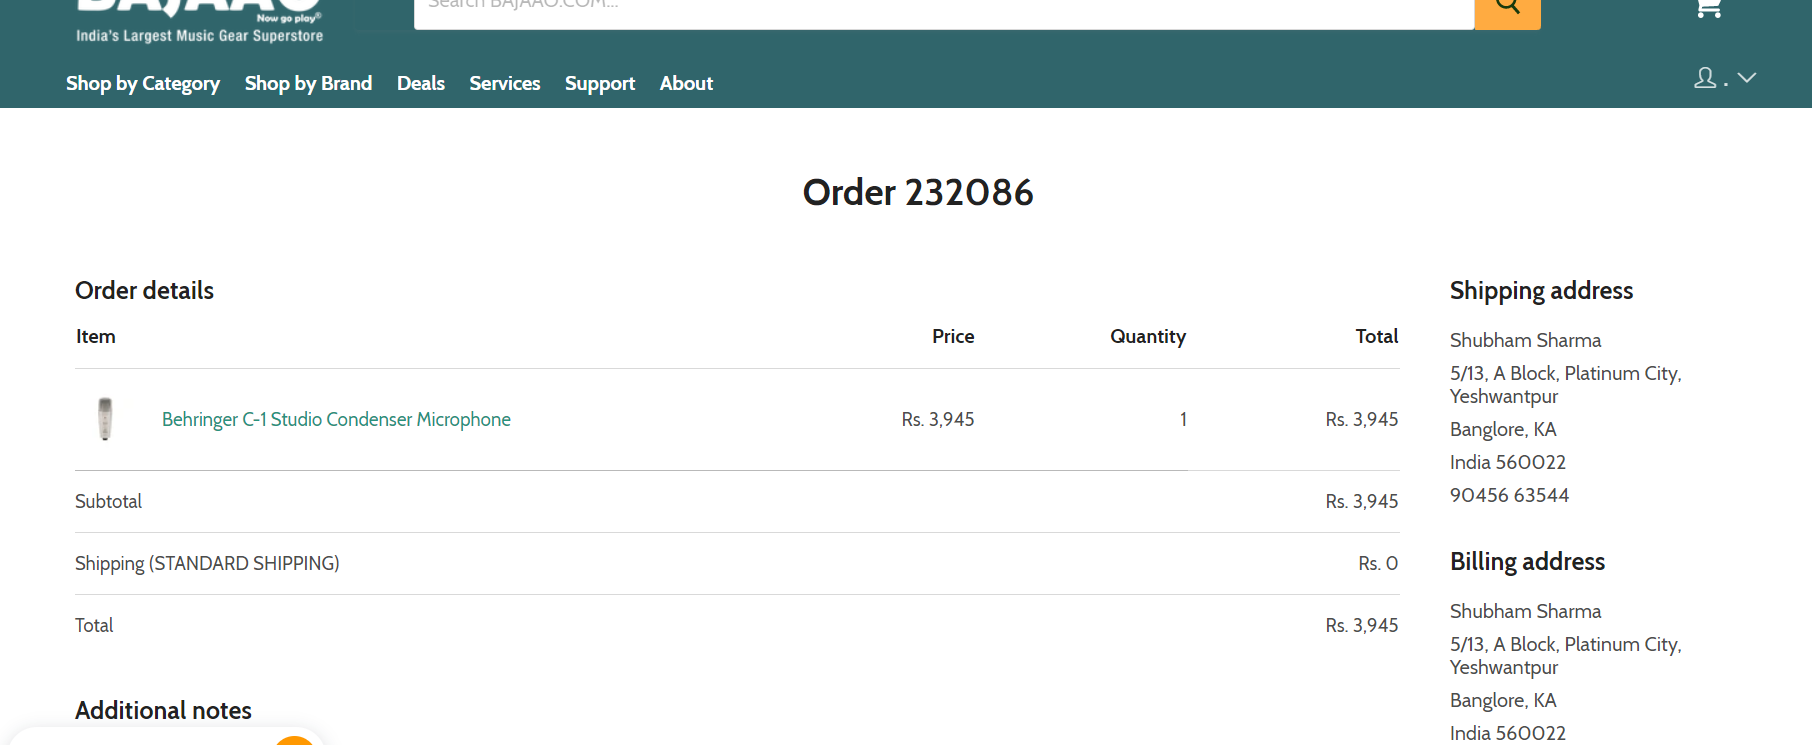 BAJAAO
Now go play®
India's Largest Music Gear Superstore
Search BAJAAO.COM...
Shop by Category Shop by Brand Deals Services Support About
.
Order 232086
Order details
Item Price Quantity Total
Behringer C-1 Studio Condenser Microphone Rs. 3,945 1 Rs. 3,945
Subtotal Rs. 3,945
Shipping (STANDARD SHIPPING) Rs. 0
Total Rs. 3,945
Additional notes
Shipping address
Shubham Sharma
5/13, A Block, Platinum City,
Yeshwantpur
Banglore, KA
India 560022
90456 63544
Billing address
Shubham Sharma
5/13, A Block, Platinum City,
Yeshwantpur
Banglore, KA
India 560022